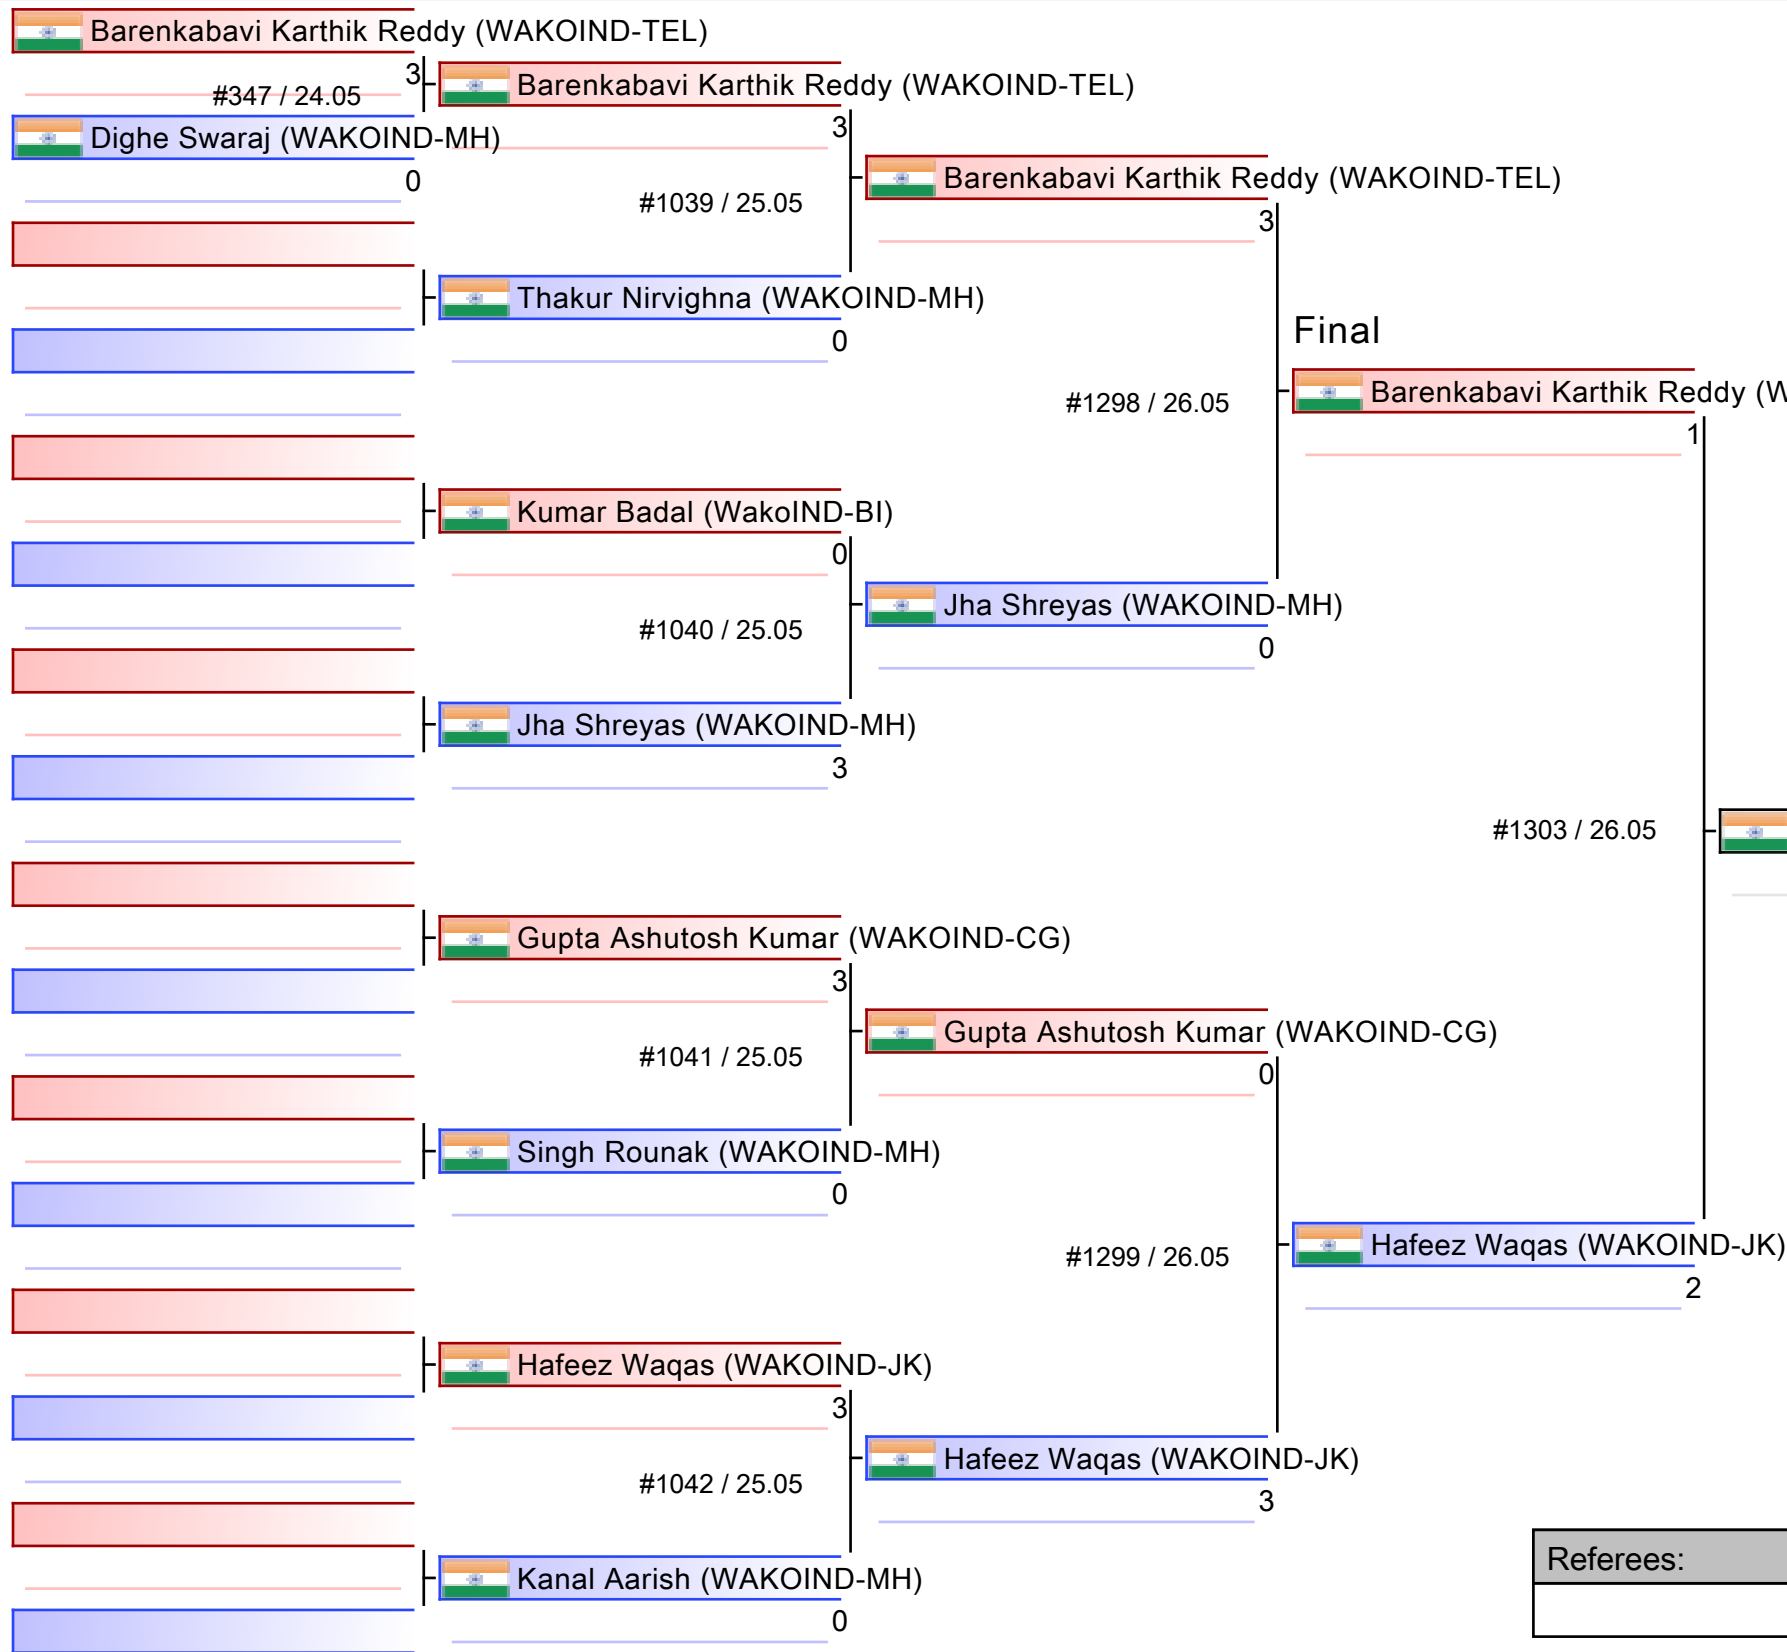 Barenkabavi Karthik Reddy (WAKOIND-TEL)
3
#347 / 24.05
Dighe Swaraj (WAKOIND-MH)
0
Barenkabavi Karthik Reddy (WAKOIND-TEL)
3
#1039 / 25.05
Thakur Nirvighna (WAKOIND-MH)
0
Kumar Badal (WakoIND-BI)
0
#1040 / 25.05
Jha Shreyas (WAKOIND-MH)
3
Gupta Ashutosh Kumar (WAKOIND-CG)
3
#1041 / 25.05
Singh Rounak (WAKOIND-MH)
0
Hafeez Waqas (WAKOIND-JK)
3
#1042 / 25.05
Kanal Aarish (WAKOIND-MH)
0
Barenkabavi Karthik Reddy (WAKOIND-TEL)
3
#1298 / 26.05
Jha Shreyas (WAKOIND-MH)
0
Gupta Ashutosh Kumar (WAKOIND-CG)
0
#1299 / 26.05
Hafeez Waqas (WAKOIND-JK)
3
Final
Barenkabavi Karthik Reddy (W
1
#1303 / 26.05
Hafeez Waqas (WAKOIND-JK)
2
Referees: